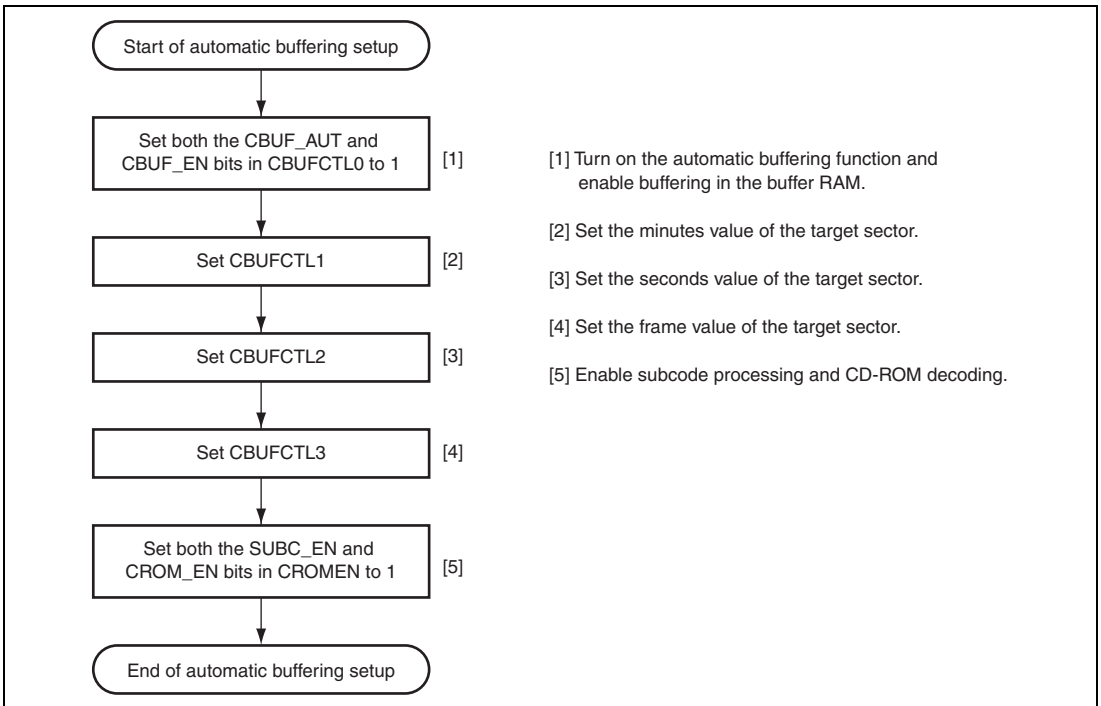 Start of automatic buffering setup
Set both the CBUF_AUT and
CBUF_EN bits in CBUFCTL0 to 1
[1]
Set CBUFCTL1
[2]
Set CBUFCTL2
[3]
Set CBUFCTL3
[4]
Set both the SUBC_EN and
CROM_EN bits in CROMEN to 1
[5]
End of automatic buffering setup
[1] Turn on the automatic buffering function and
enable buffering in the buffer RAM.
[2] Set the minutes value of the target sector.
[3] Set the seconds value of the target sector.
[4] Set the frame value of the target sector.
[5] Enable subcode processing and CD-ROM decoding.